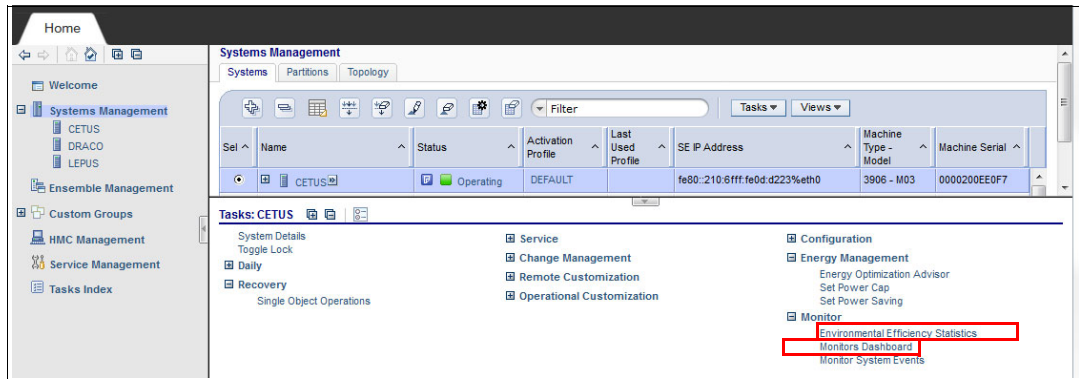 Home
Welcome
Systems Management
CETUS
DRACO
LEPUS
Ensemble Management
Custom Groups
HMC Management
Service Management
Tasks Index
Systems Management
Systems Partitions Topology
Filter Tasks Views
Sel Name Status Activation Profile Last Used Profile SE IP Address Machine Type - Model Machine Serial
CETUS Operating DEFAULT fe80::210:6fff:fe0d:d223%eth0 3906 - M03 0000200EE0F7
Tasks: CETUS
System Details
Toggle Lock
Daily
Recovery
Single Object Operations
Service
Change Management
Remote Customization
Operational Customization
Configuration
Energy Management
Energy Optimization Advisor
Set Power Cap
Set Power Saving
Monitor
Environmental Efficiency Statistics
Monitors Dashboard
Monitor System Events